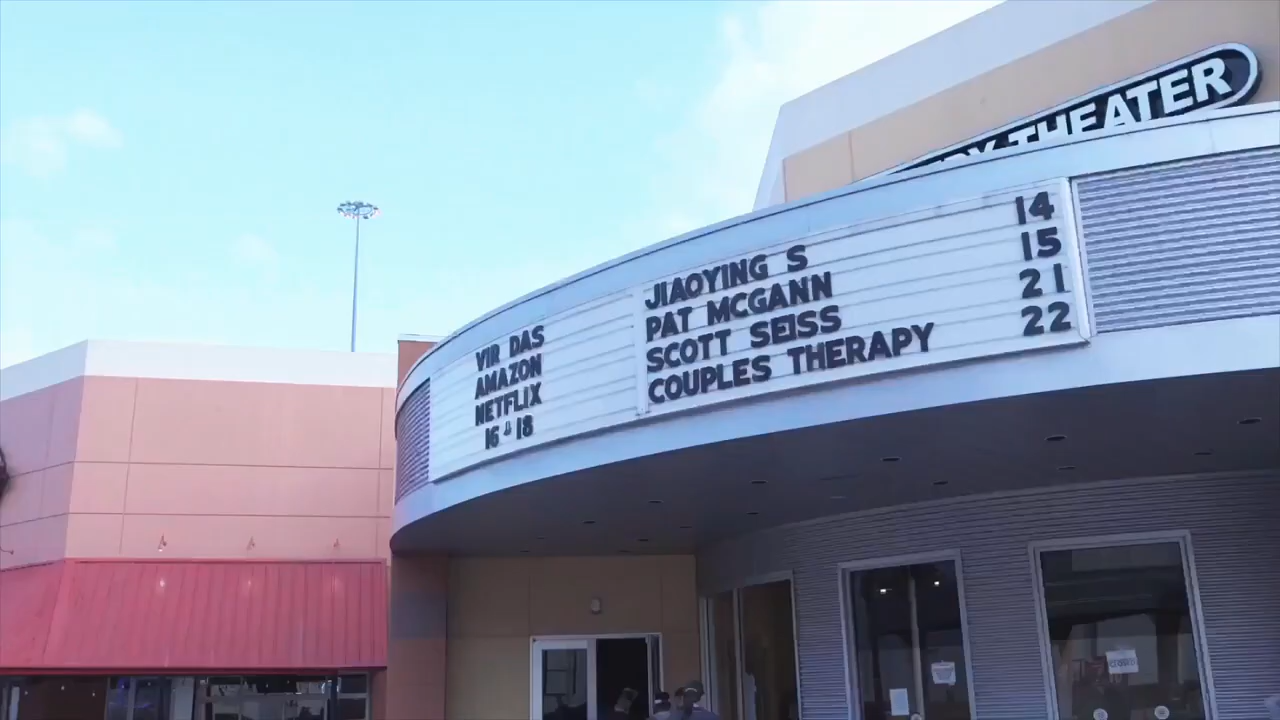 THEATER
VIR DAS
AMAZON
NETFLIX
16 & 18
JIAOYING S 14
PAT MCGANN 15
SCOTT SEISS 21
COUPLES THERAPY 22